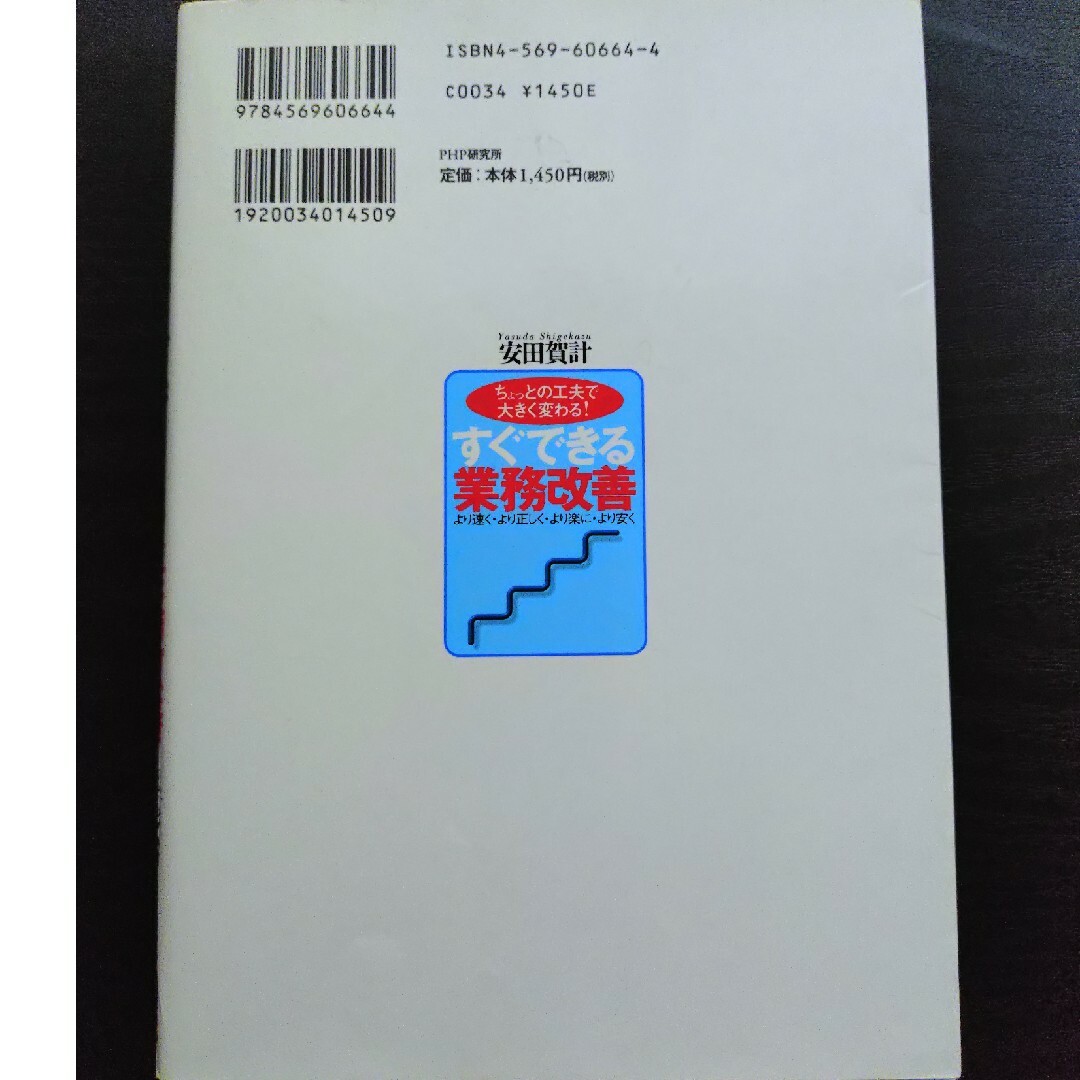 ISBN4-569-60664-4
C0034 ¥1450E
9784569606644
PHP研究所
定価：本体1,450円(税別)
1920034014509
Yasuda Shigekazu
安田賀計
ちょっとの工夫で
大きく変わる！
すぐできる
業務改善
より速く・より正しく・より楽に・より安く